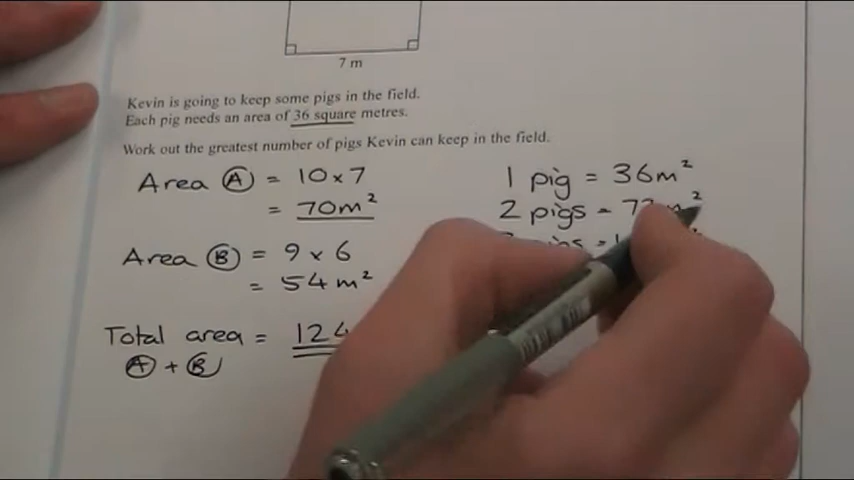 7 m
Kevin is going to keep some pigs in the field.
Each pig needs an area of 36 square metres.
Work out the greatest number of pigs Kevin can keep in the field.
Area (A) = 10 x 7
= 70m²
Area (B) = 9 x 6
= 54m²
Total area = 124
(A) + (B)
1 pig = 36m²
2 pigs = 72m²